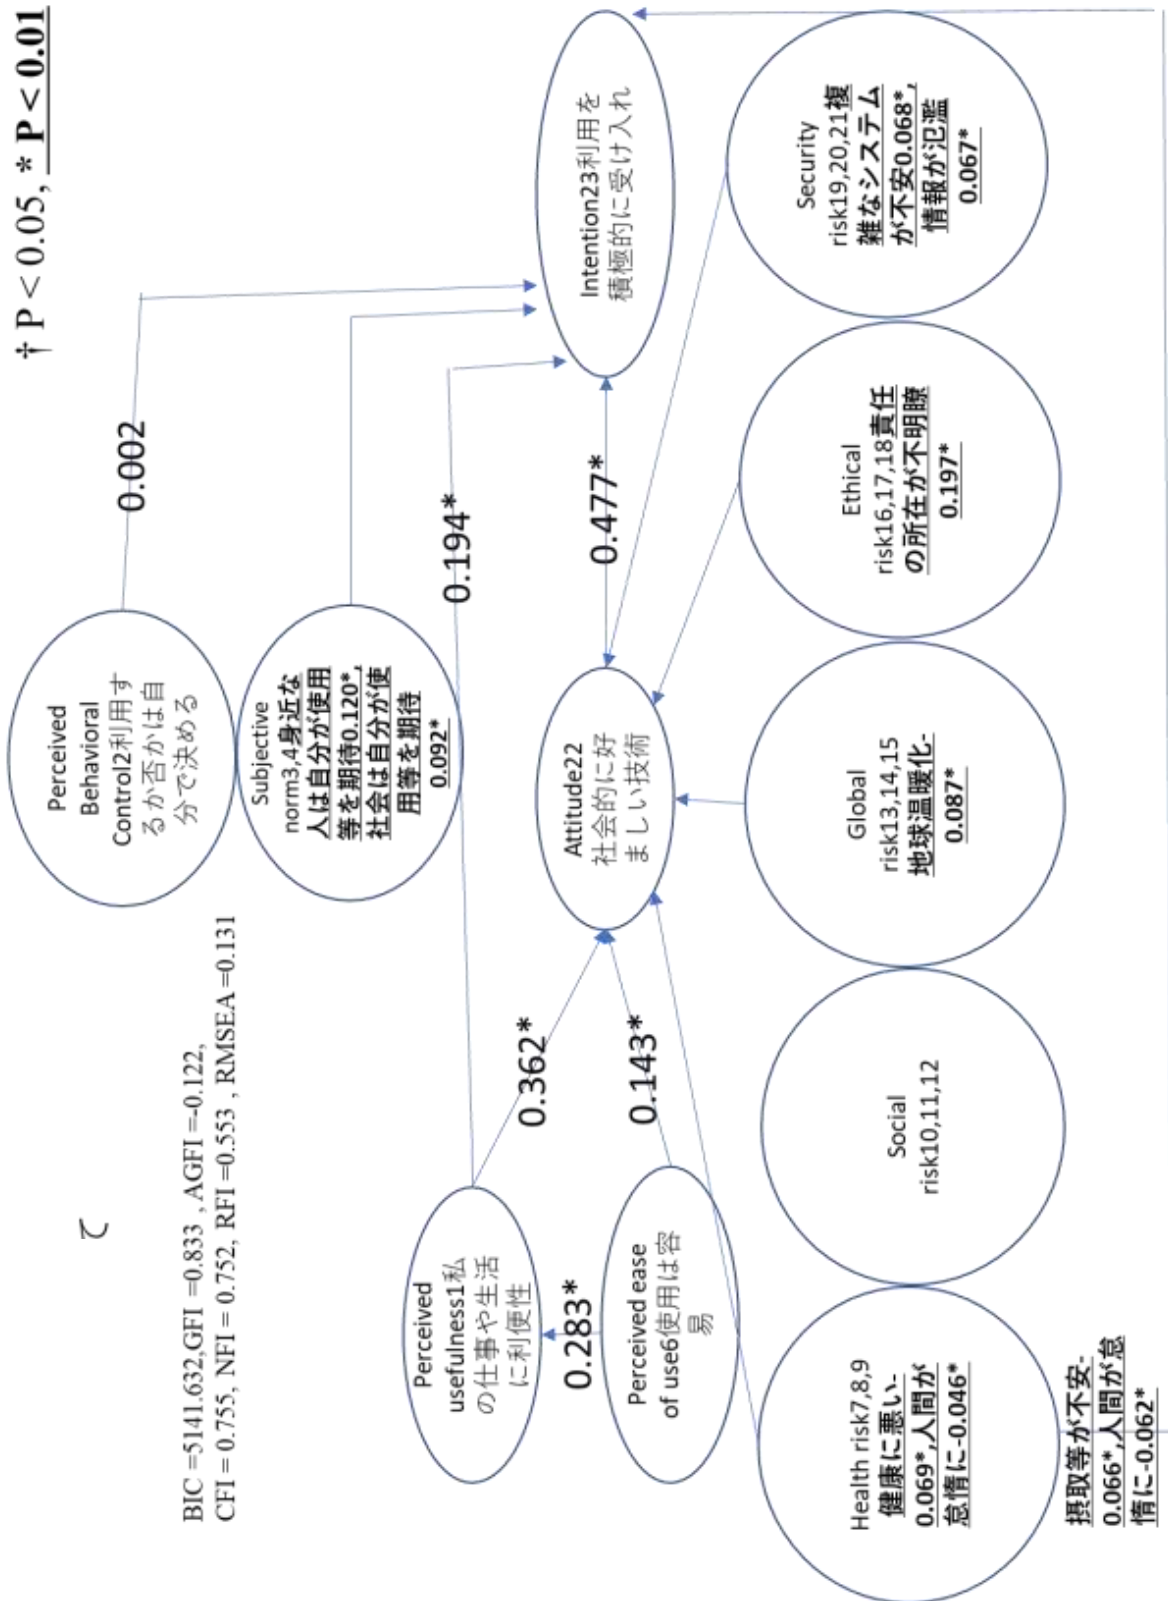 † P < 0.05, * P < 0.01
て
BIC =5141.632,GFI =0.833 , AGFI =-0.122,
CFI = 0.755, NFI = 0.752, RFI =0.553 , RMSEA =0.131
Perceived
Behavioral
Control2利用す
るか否かは自
分で決める
0.002
Subjective
norm3,4身近な
人は自分が使用
等を期待0.120*,
社会は自分が使
用等を期待
0.092*
0.194*
Perceived
usefulness1私
の仕事や生活
に利便性
0.362*
0.283*
Perceived ease
of use6使用は容
易
0.143*
Attitude22
社会的に好
ましい技術
0.477*
Intention23利用を
積極的に受け入れ
Health risk7,8,9
健康に悪い-
0.069*,人間が
怠惰に-0.046*
摂取等が不安-
0.066*,人間が怠
惰に-0.062*
Social
risk10,11,12
Global
risk13,14,15
地球温暖化-
0.087*
Ethical
risk16,17,18責任
の所在が不明瞭
0.197*
Security
risk19,20,21複
雑なシステム
が不安0.068*,
情報が氾濫
0.067*